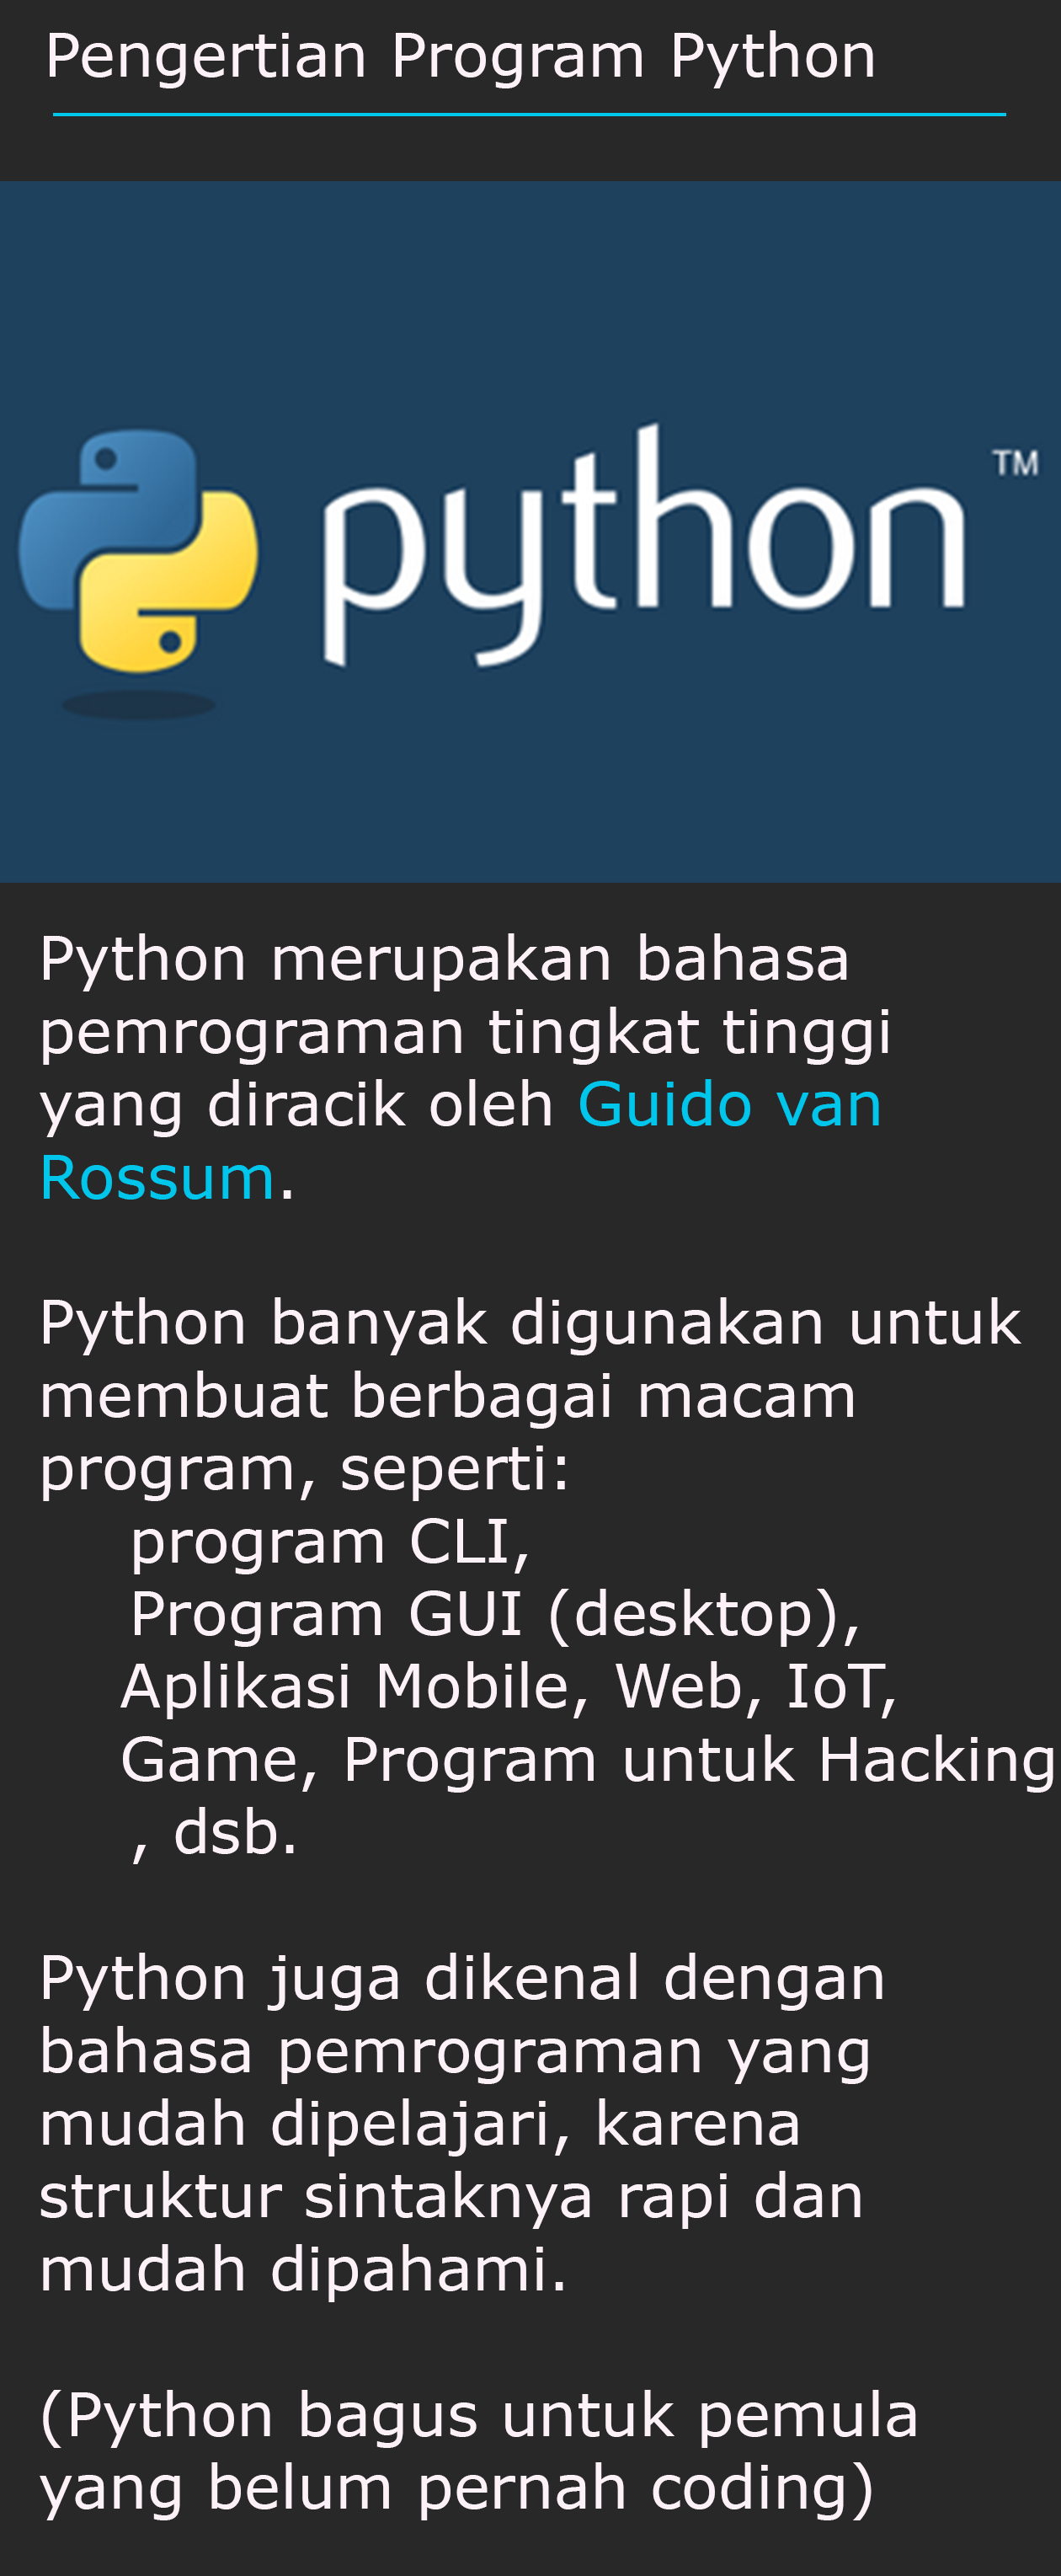 Pengertian Program Python
python TM
Python merupakan bahasa
pemrograman tingkat tinggi
yang diracik oleh Guido van
Rossum.
Python banyak digunakan untuk
membuat berbagai macam
program, seperti:
program CLI,
Program GUI (desktop),
Aplikasi Mobile, Web, IoT,
Game, Program untuk Hacking
, dsb.
Python juga dikenal dengan
bahasa pemrograman yang
mudah dipelajari, karena
struktur sintaknya rapi dan
mudah dipahami.
(Python bagus untuk pemula
yang belum pernah coding)